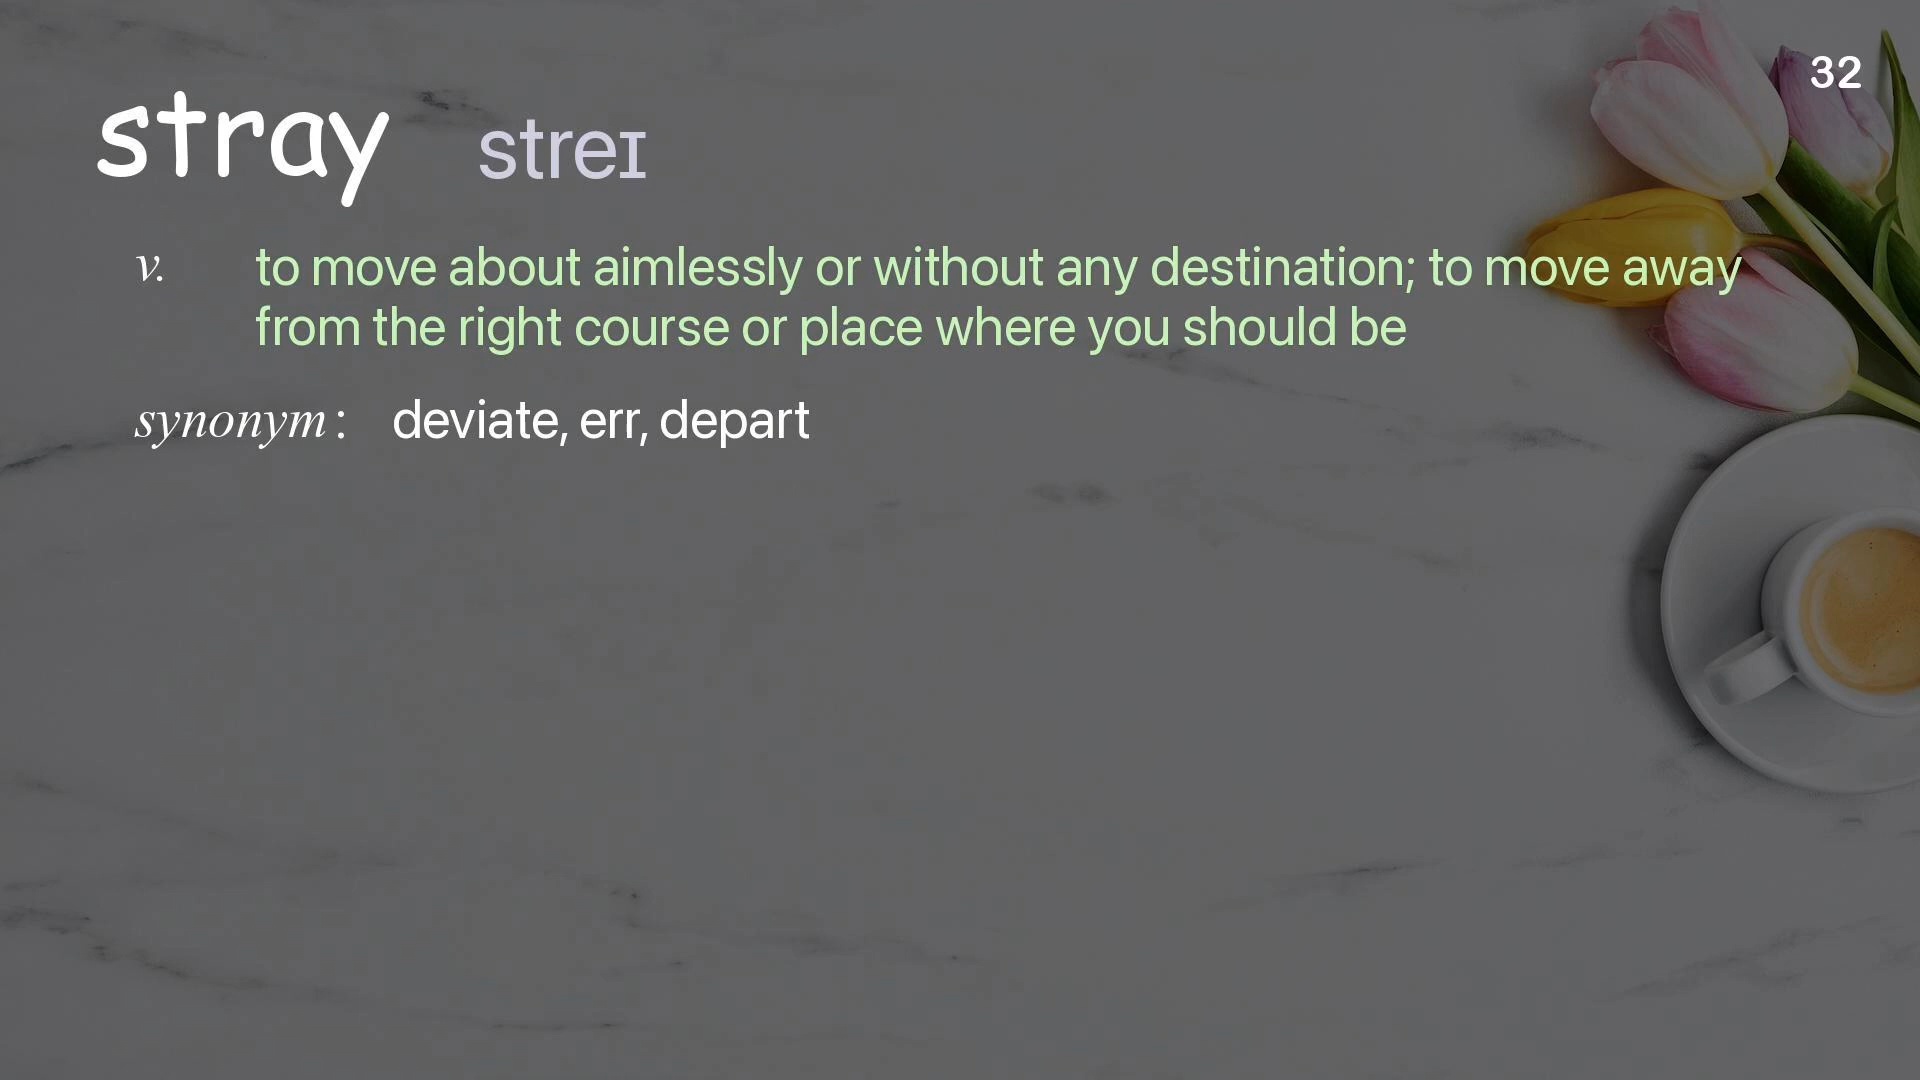 32
stray streɪ
v. to move about aimlessly or without any destination; to move away
from the right course or place where you should be
synonym : deviate, err, depart